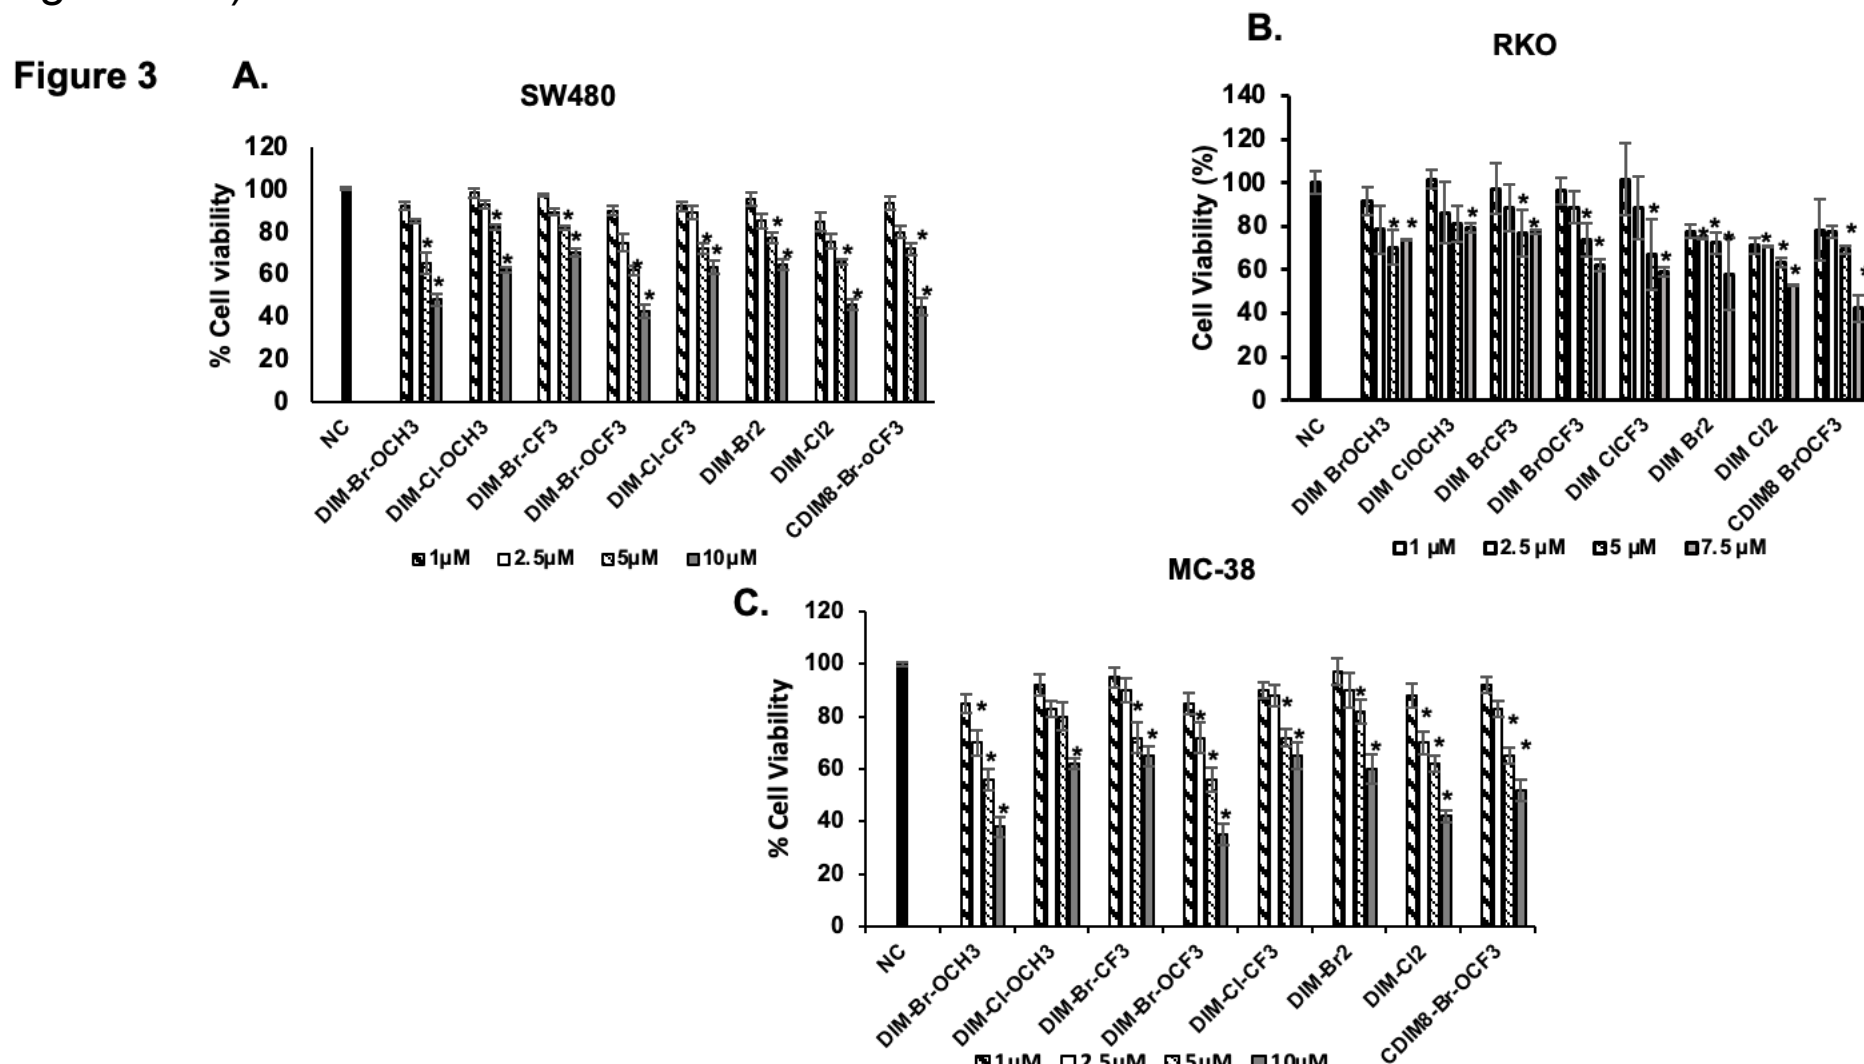 Figure 3
A.
SW480
% Cell viability
120
100
80
60
40
20
0
NC
DIM-Br-OCH3
DIM-Cl-OCH3
DIM-Br-CF3
DIM-Br-OCF3
DIM-Cl-CF3
DIM-Br2
DIM-Cl2
CDIM8-Br-oCF3
1µM 2.5µM 5µM 10µM
B.
RKO
Cell Viability (%)
140
120
100
80
60
40
20
0
NC
DIM BrOCH3
DIM ClOCH3
DIM BrCF3
DIM BrOCF3
DIM ClCF3
DIM Br2
DIM Cl2
CDIM8 BrOCF3
1 µM 2.5 µM 5 µM 7.5 µM
C.
MC-38
% Cell Viability
120
100
80
60
40
20
0
NC
DIM-Br-OCH3
DIM-Cl-OCH3
DIM-Br-CF3
DIM-Br-OCF3
DIM-Cl-CF3
DIM-Br2
DIM-Cl2
CDIM8-Br-OCF3
1µM 2.5µM 5µM 10µM